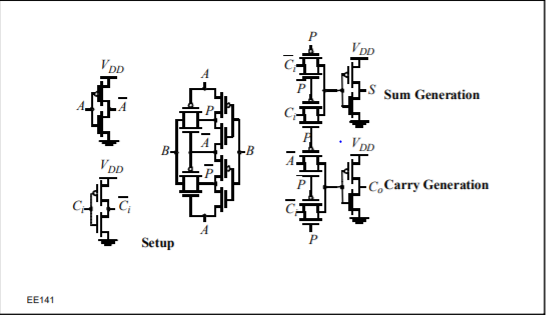 V_DD
A
A̅
V_DD
C_i
C̅_i
Setup
A
P
A̅
B
B
P̅
A
P
C̅_i
V_DD
P
S Sum Generation
C_i
P
V_DD
A̅
P
C_o Carry Generation
C̅_i
P
EE141